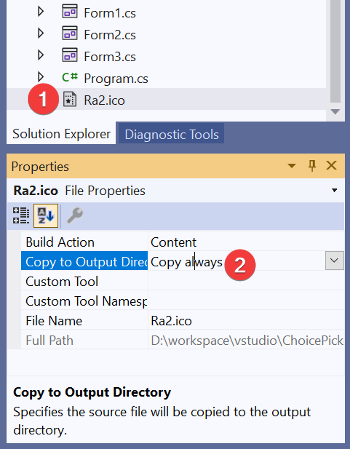 Form1.cs
Form2.cs
Form3.cs
C# Program.cs
1 Ra2.ico
Solution Explorer Diagnostic Tools
Properties
Ra2.ico File Properties
Build Action Content
Copy to Output Direc Copy always 2
Custom Tool
Custom Tool Namesp
File Name Ra2.ico
Full Path D:\workspace\vstudio\ChoicePick
Copy to Output Directory
Specifies the source file will be copied to the output
directory.